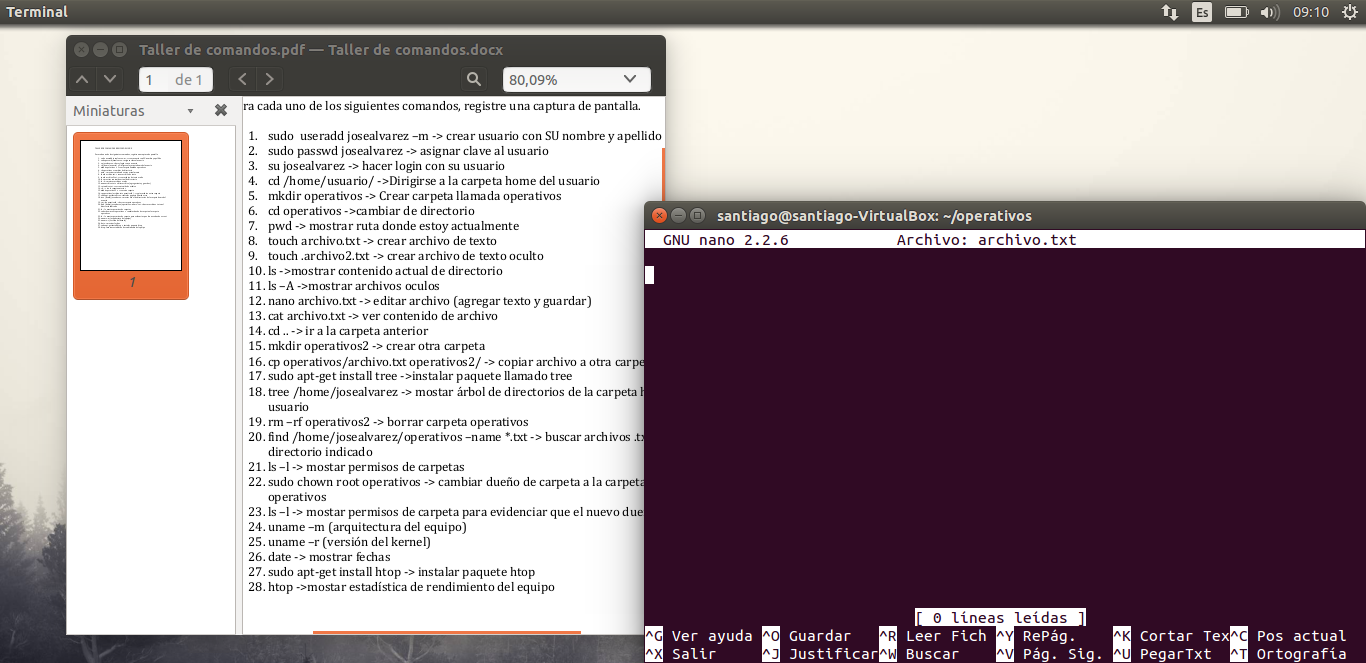 Terminal
Es
09:10
Taller de comandos.pdf — Taller de comandos.docx
1 de 1
80,09%
Miniaturas
1
ra cada uno de los siguientes comandos, registre una captura de pantalla.
1. sudo useradd josealvarez –m -> crear usuario con SU nombre y apellido
2. sudo passwd josealvarez -> asignar clave al usuario
3. su josealvarez -> hacer login con su usuario
4. cd /home/usuario/ ->Dirigirse a la carpeta home del usuario
5. mkdir operativos -> Crear carpeta llamada operativos
6. cd operativos ->cambiar de directorio
7. pwd -> mostrar ruta donde estoy actualmente
8. touch archivo.txt -> crear archivo de texto
9. touch .archivo2.txt -> crear archivo de texto oculto
10. ls ->mostrar contenido actual de directorio
11. ls –A ->mostrar archivos oculos
12. nano archivo.txt -> editar archivo (agregar texto y guardar)
13. cat archivo.txt -> ver contenido de archivo
14. cd .. -> ir a la carpeta anterior
15. mkdir operativos2 -> crear otra carpeta
16. cp operativos/archivo.txt operativos2/ -> copiar archivo a otra carpe
17. sudo apt-get install tree ->instalar paquete llamado tree
18. tree /home/josealvarez -> mostar árbol de directorios de la carpeta h
usuario
19. rm –rf operativos2 -> borrar carpeta operativos
20. find /home/josealvarez/operativos –name *.txt -> buscar archivos .tx
directorio indicado
21. ls –l -> mostar permisos de carpetas
22. sudo chown root operativos -> cambiar dueño de carpeta a la carpeta
operativos
23. ls –l -> mostar permisos de carpeta para evidenciar que el nuevo due
24. uname –m (arquitectura del equipo)
25. uname –r (versión del kernel)
26. date -> mostrar fechas
27. sudo apt-get install htop -> instalar paquete htop
28. htop ->mostar estadística de rendimiento del equipo
santiago@santiago-VirtualBox: ~/operativos
GNU nano 2.2.6 Archivo: archivo.txt
[ 0 líneas leídas ]
^G Ver ayuda ^O Guardar ^R Leer Fich ^Y RePág. ^K Cortar Tex ^C Pos actual
^X Salir ^J Justificar ^W Buscar ^V Pág. Sig. ^U PegarTxt ^T Ortografía